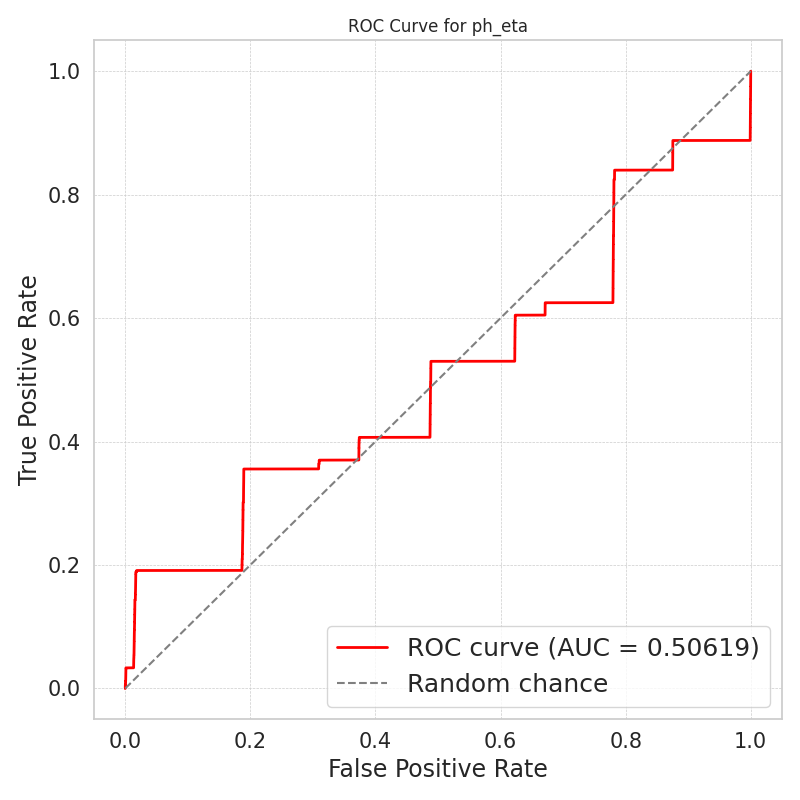 ROC Curve for ph_eta
True Positive Rate
1.0
0.8
0.6
0.4
0.2
0.0
ROC curve (AUC = 0.50619)
Random chance
0.0 0.2 0.4 0.6 0.8 1.0
False Positive Rate